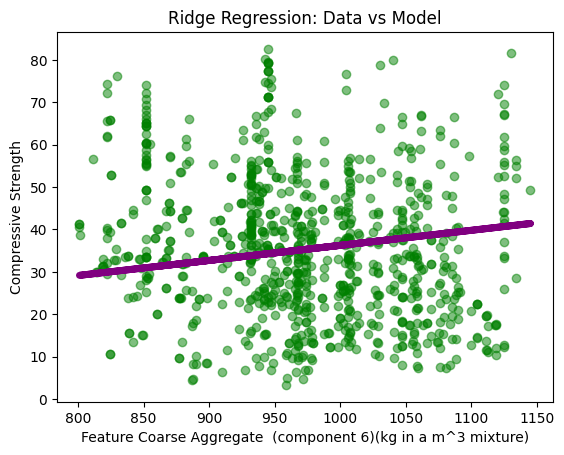 Ridge Regression: Data vs Model
Compressive Strength
80
70
60
50
40
30
20
10
0
800 850 900 950 1000 1050 1100 1150
Feature Coarse Aggregate  (component 6)(kg in a m^3 mixture)